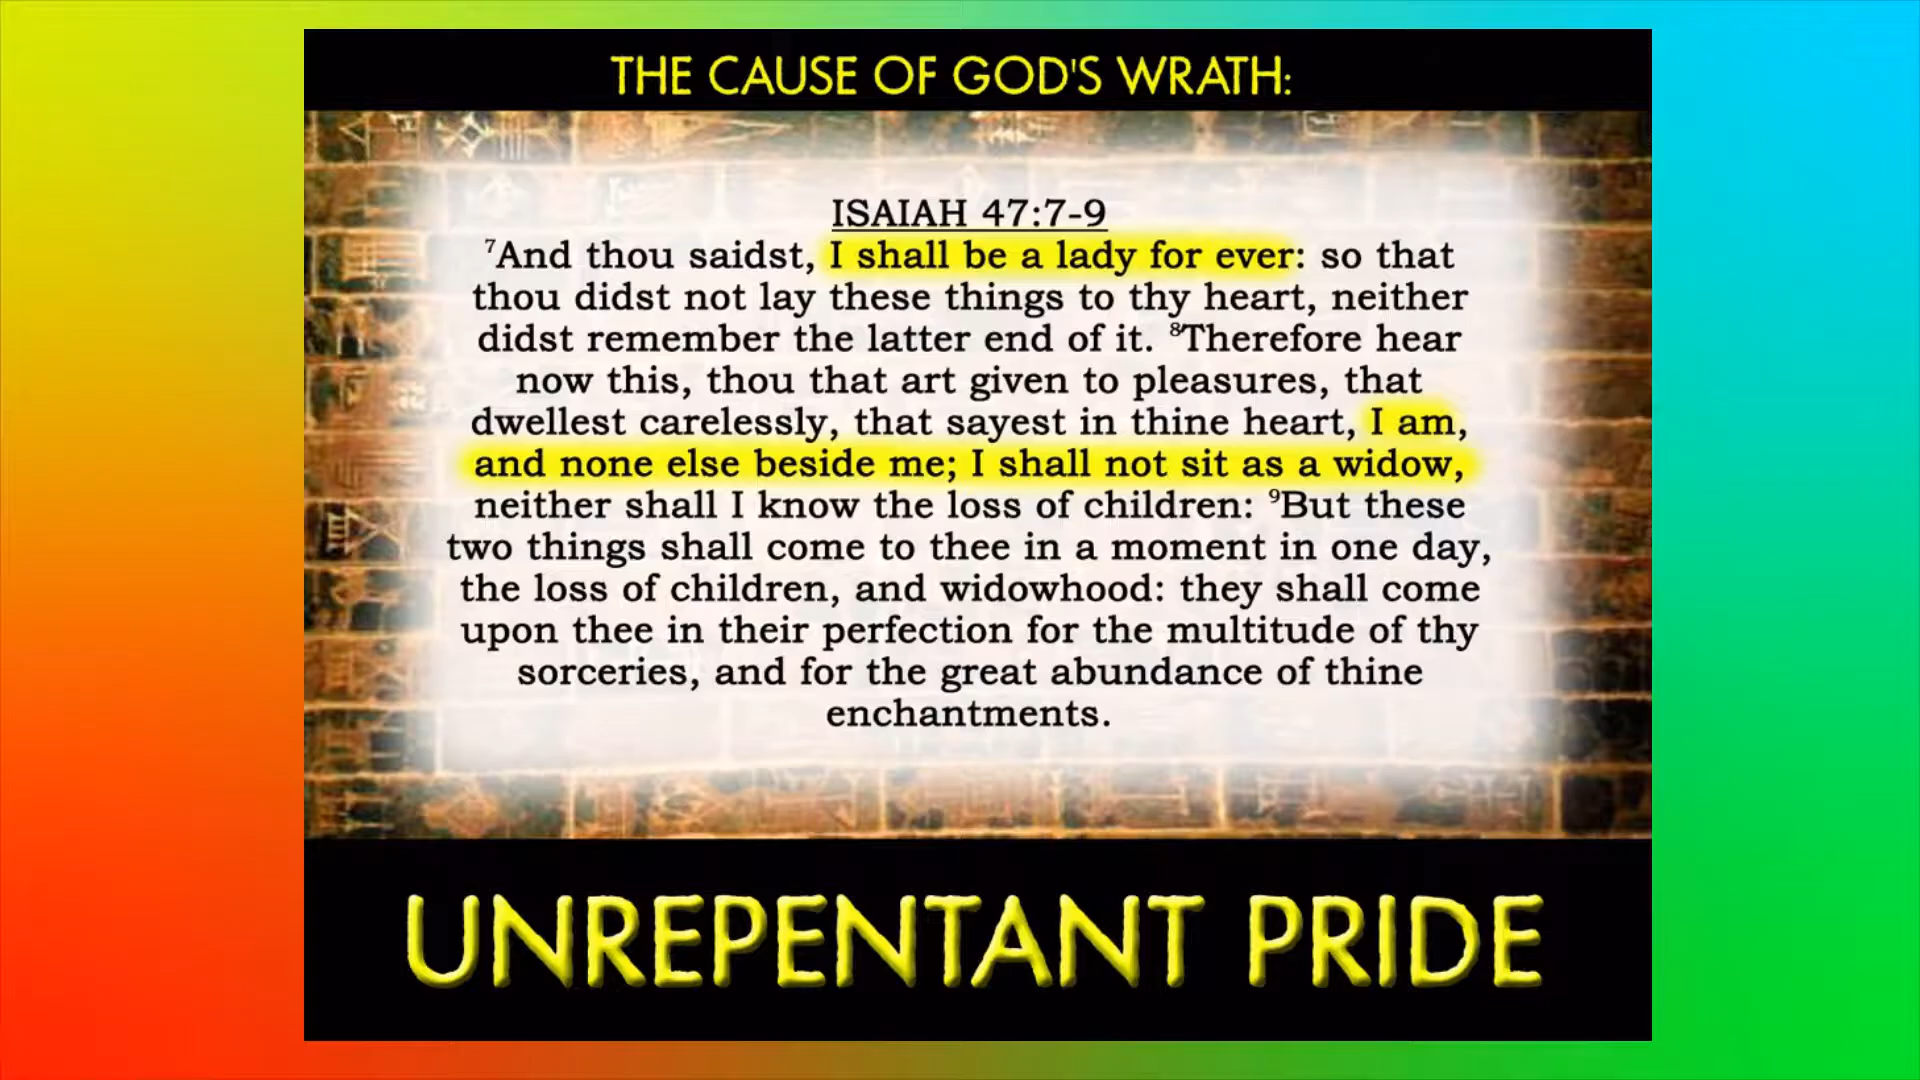 THE CAUSE OF GOD'S WRATH:
ISAIAH 47:7-9
⁷And thou saidst, I shall be a lady for ever: so that
thou didst not lay these things to thy heart, neither
didst remember the latter end of it. ⁸Therefore hear
now this, thou that art given to pleasures, that
dwellest carelessly, that sayest in thine heart, I am,
and none else beside me; I shall not sit as a widow,
neither shall I know the loss of children: ⁹But these
two things shall come to thee in a moment in one day,
the loss of children, and widowhood: they shall come
upon thee in their perfection for the multitude of thy
sorceries, and for the great abundance of thine
enchantments.
UNREPENTANT PRIDE